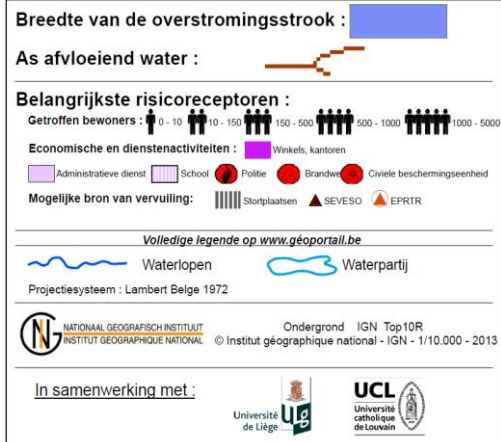 Breedte van de overstromingsstrook :
As afvloeiend water :
Belangrijkste risicoreceptoren :
Getroffen bewoners : 0 - 10 10 - 150 150 - 500 500 - 1000 1000 - 5000
Economische en dienstenactiviteiten : Winkels, kantoren
Administratieve dienst School Politie Brandwe Civiele beschermingseenheid
Mogelijke bron van vervuiling: Stortplaatsen SEVESO EPRTR
Volledige legende op www.géoportail.be
Waterlopen Waterpartij
Projectiesysteem : Lambert Belge 1972
NATIONAAL GEOGRAFISCH INSTITUUT
INSTITUT GEOGRAPHIQUE NATIONAL
Ondergrond IGN Top10R
© Institut géographique national - IGN - 1/10.000 - 2013
In samenwerking met :
Université
de Liège
ULg
UCL
Université
catholique
de Louvain